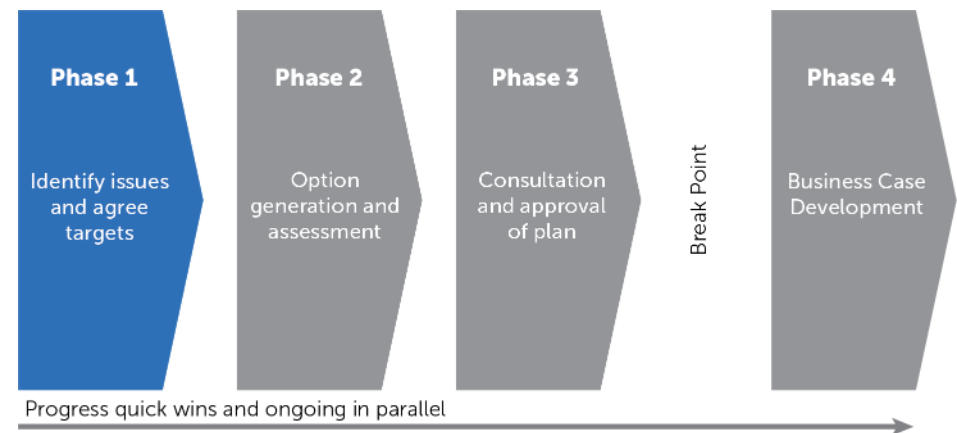 Phase 1
Identify issues
and agree
targets
Phase 2
Option
generation and
assessment
Phase 3
Consultation
and approval
of plan
Break Point
Phase 4
Business Case
Development
Progress quick wins and ongoing in parallel